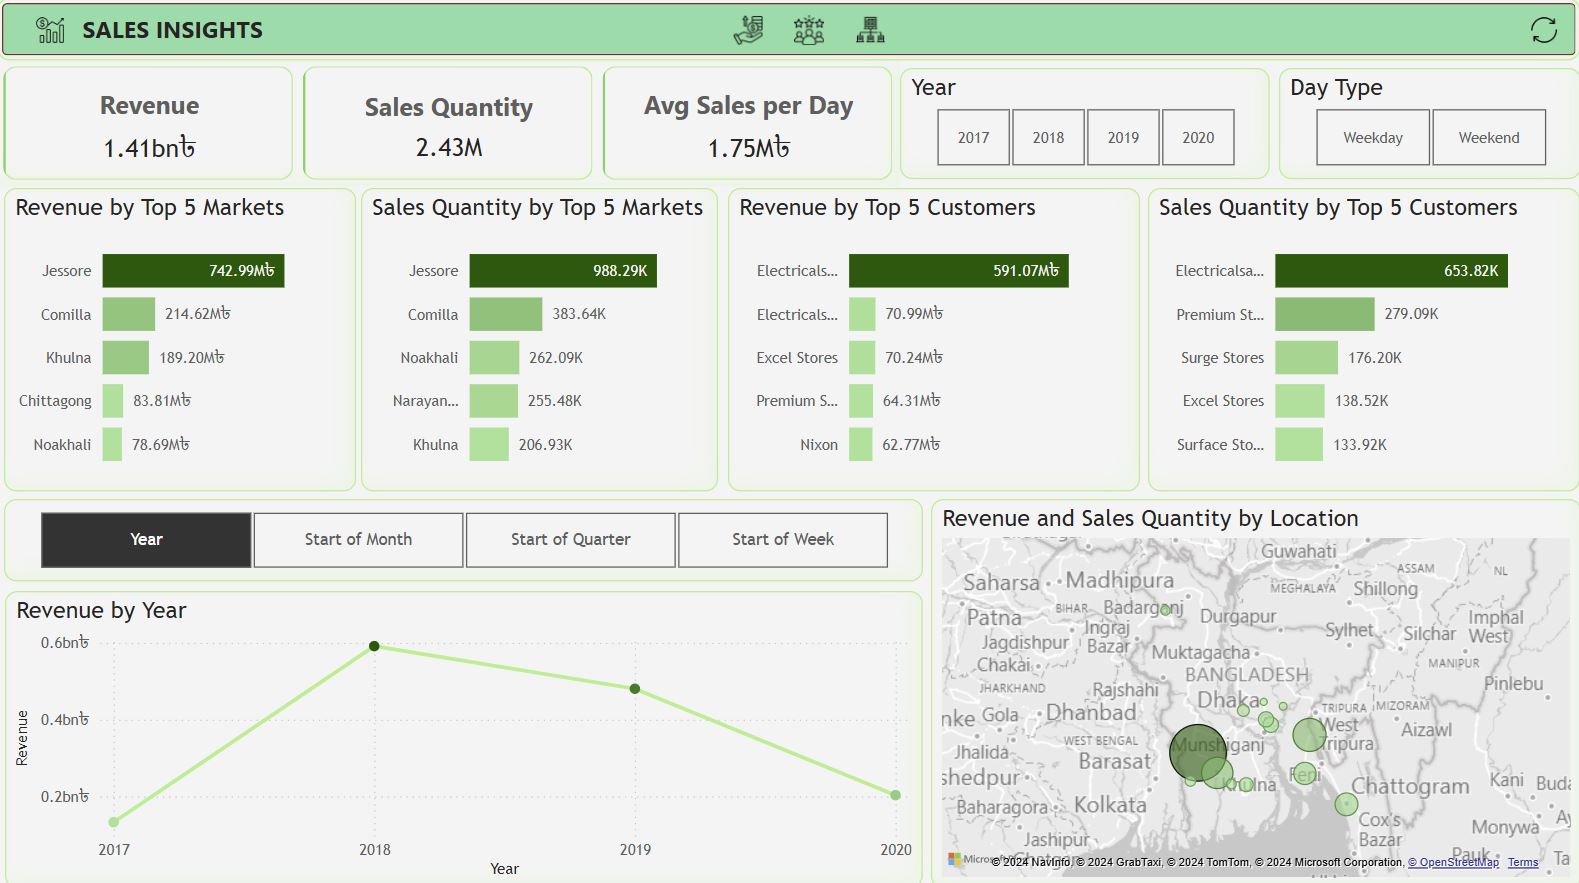 SALES INSIGHTS
Revenue
1.41bn৳
Sales Quantity
2.43M
Avg Sales per Day
1.75M৳
Year
2017
2018
2019
2020
Day Type
Weekday
Weekend
Revenue by Top 5 Markets
Jessore 742.99M৳
Comilla 214.62M৳
Khulna 189.20M৳
Chittagong 83.81M৳
Noakhali 78.69M৳
Sales Quantity by Top 5 Markets
Jessore 988.29K
Comilla 383.64K
Noakhali 262.09K
Narayan... 255.48K
Khulna 206.93K
Revenue by Top 5 Customers
Electricals... 591.07M৳
Electricals... 70.99M৳
Excel Stores 70.24M৳
Premium S... 64.31M৳
Nixon 62.77M৳
Sales Quantity by Top 5 Customers
Electricalsa... 653.82K
Premium St... 279.09K
Surge Stores 176.20K
Excel Stores 138.52K
Surface Sto... 133.92K
Year
Start of Month
Start of Quarter
Start of Week
Revenue by Year
0.6bn৳
0.4bn৳
0.2bn৳
Revenue
2017
2018
2019
2020
Year
Revenue and Sales Quantity by Location
Guwahati
ASSAM
NL
Saharsa
Madhipura
MEGHALAYA
Shillong
BIHAR
Badarganj
Patna
Durgapur
Imphal
West
Ingraj
Bazar
Sylhet
Silchar
Jagdishpur
Muktagacha
MANIPUR
Chakai
BANGLADESH
JHARKHAND
Rajshahi
Dhaka
Pinlebu
nke
Gola
Dhanbad
TRIPURA
MIZORAM
West
Tripura
Aizawl
Jhalida
WEST BENGAL
Munshiganj
Barasat
shedpur
Feni
Khulna
Chattogram
Kani
Buda
Baharagora
Kolkata
Cox's
Bazar
Monywa
Ay
Jashipur
Pauk
Ta
Microsoft
© 2024 NavInfo, © 2024 GrabTaxi, © 2024 TomTom, © 2024 Microsoft Corporation, © OpenStreetMap Terms